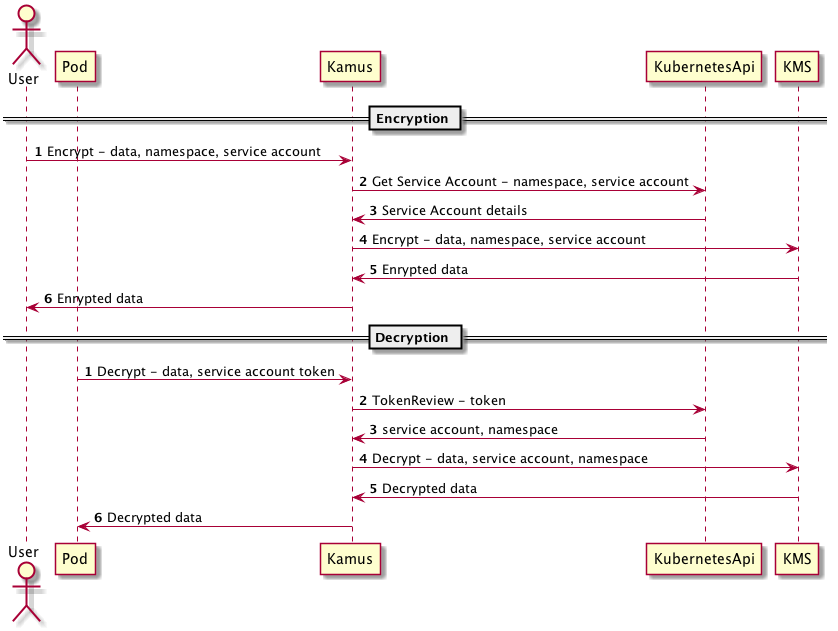 User
Pod
Kamus
KubernetesApi
KMS
Encryption
1 Encrypt - data, namespace, service account
2 Get Service Account - namespace, service account
3 Service Account details
4 Encrypt - data, namespace, service account
5 Enrypted data
6 Enrypted data
Decryption
1 Decrypt - data, service account token
2 TokenReview - token
3 service account, namespace
4 Decrypt - data, service account, namespace
5 Decrypted data
6 Decrypted data
User
Pod
Kamus
KubernetesApi
KMS